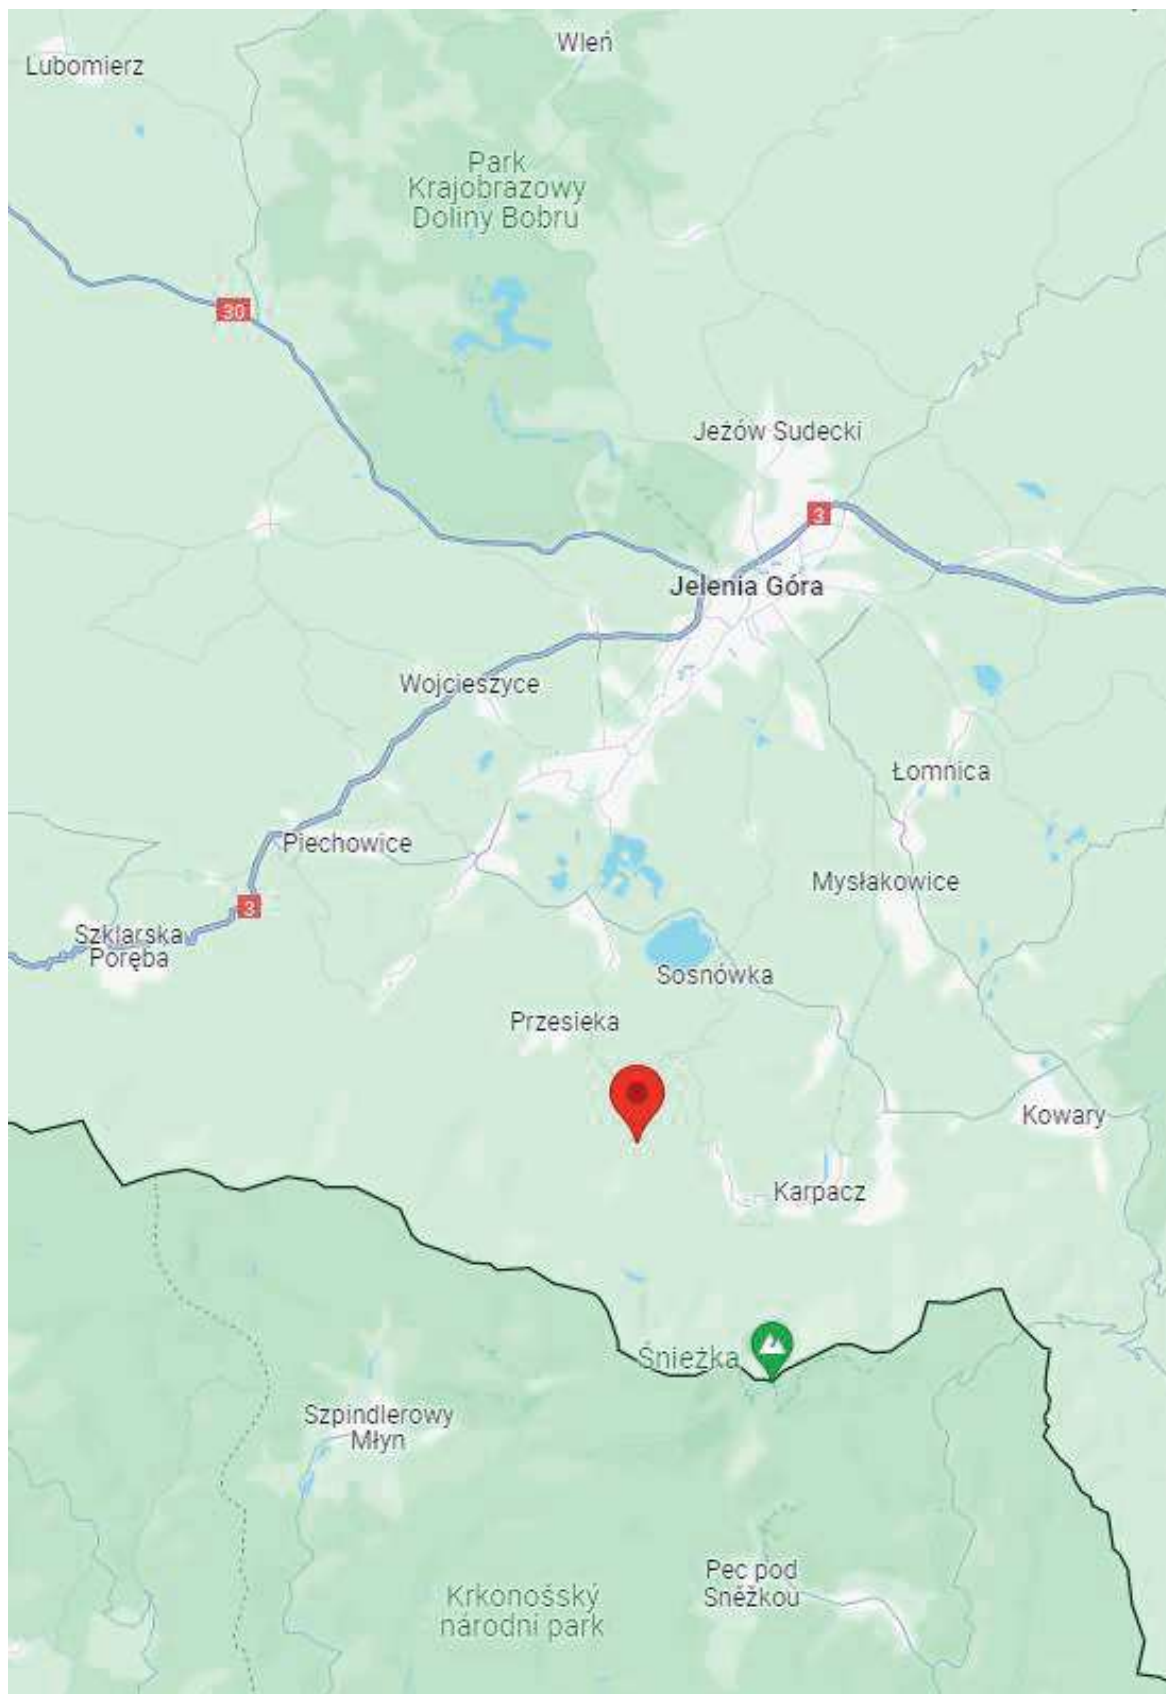 Wleń
Lubomierz
Park
Krajobrazowy
Doliny Bobru
30
Jeżów Sudecki
3
Jelenia Góra
Wojcieszyce
Łomnica
Piechowice
Mysłakowice
3
Szklarska
Poręba
Sosnówka
Przesieka
Kowary
Karpacz
Śnieżka
Szpindlerowy
Młyn
Pec pod
Sněžkou
Krkonošský
národní park